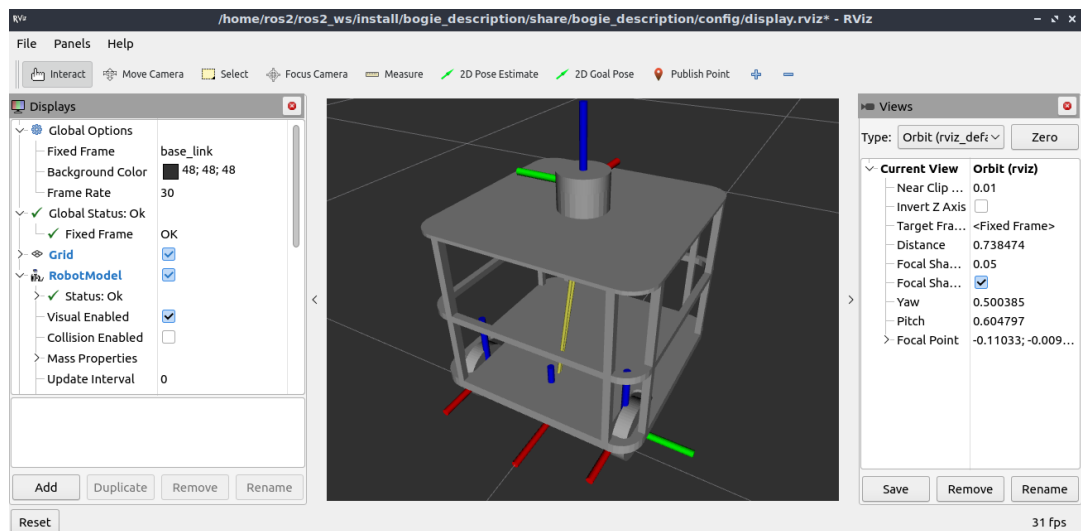 RViz
/home/ros2/ros2_ws/install/bogie_description/share/bogie_description/config/display.rviz* - RViz
File Panels Help
Interact Move Camera Select Focus Camera Measure 2D Pose Estimate 2D Goal Pose Publish Point
Displays
Global Options
Fixed Frame base_link
Background Color 48; 48; 48
Frame Rate 30
Global Status: Ok
Fixed Frame OK
Grid
RobotModel
Status: Ok
Visual Enabled
Collision Enabled
Mass Properties
Update Interval 0
Add Duplicate Remove Rename
Reset
Views
Type: Orbit (rviz_defa Zero
Current View Orbit (rviz)
Near Clip ... 0.01
Invert Z Axis
Target Fra... <Fixed Frame>
Distance 0.738474
Focal Sha... 0.05
Focal Sha...
Yaw 0.500385
Pitch 0.604797
Focal Point -0.11033; -0.009...
Save Remove Rename
31 fps